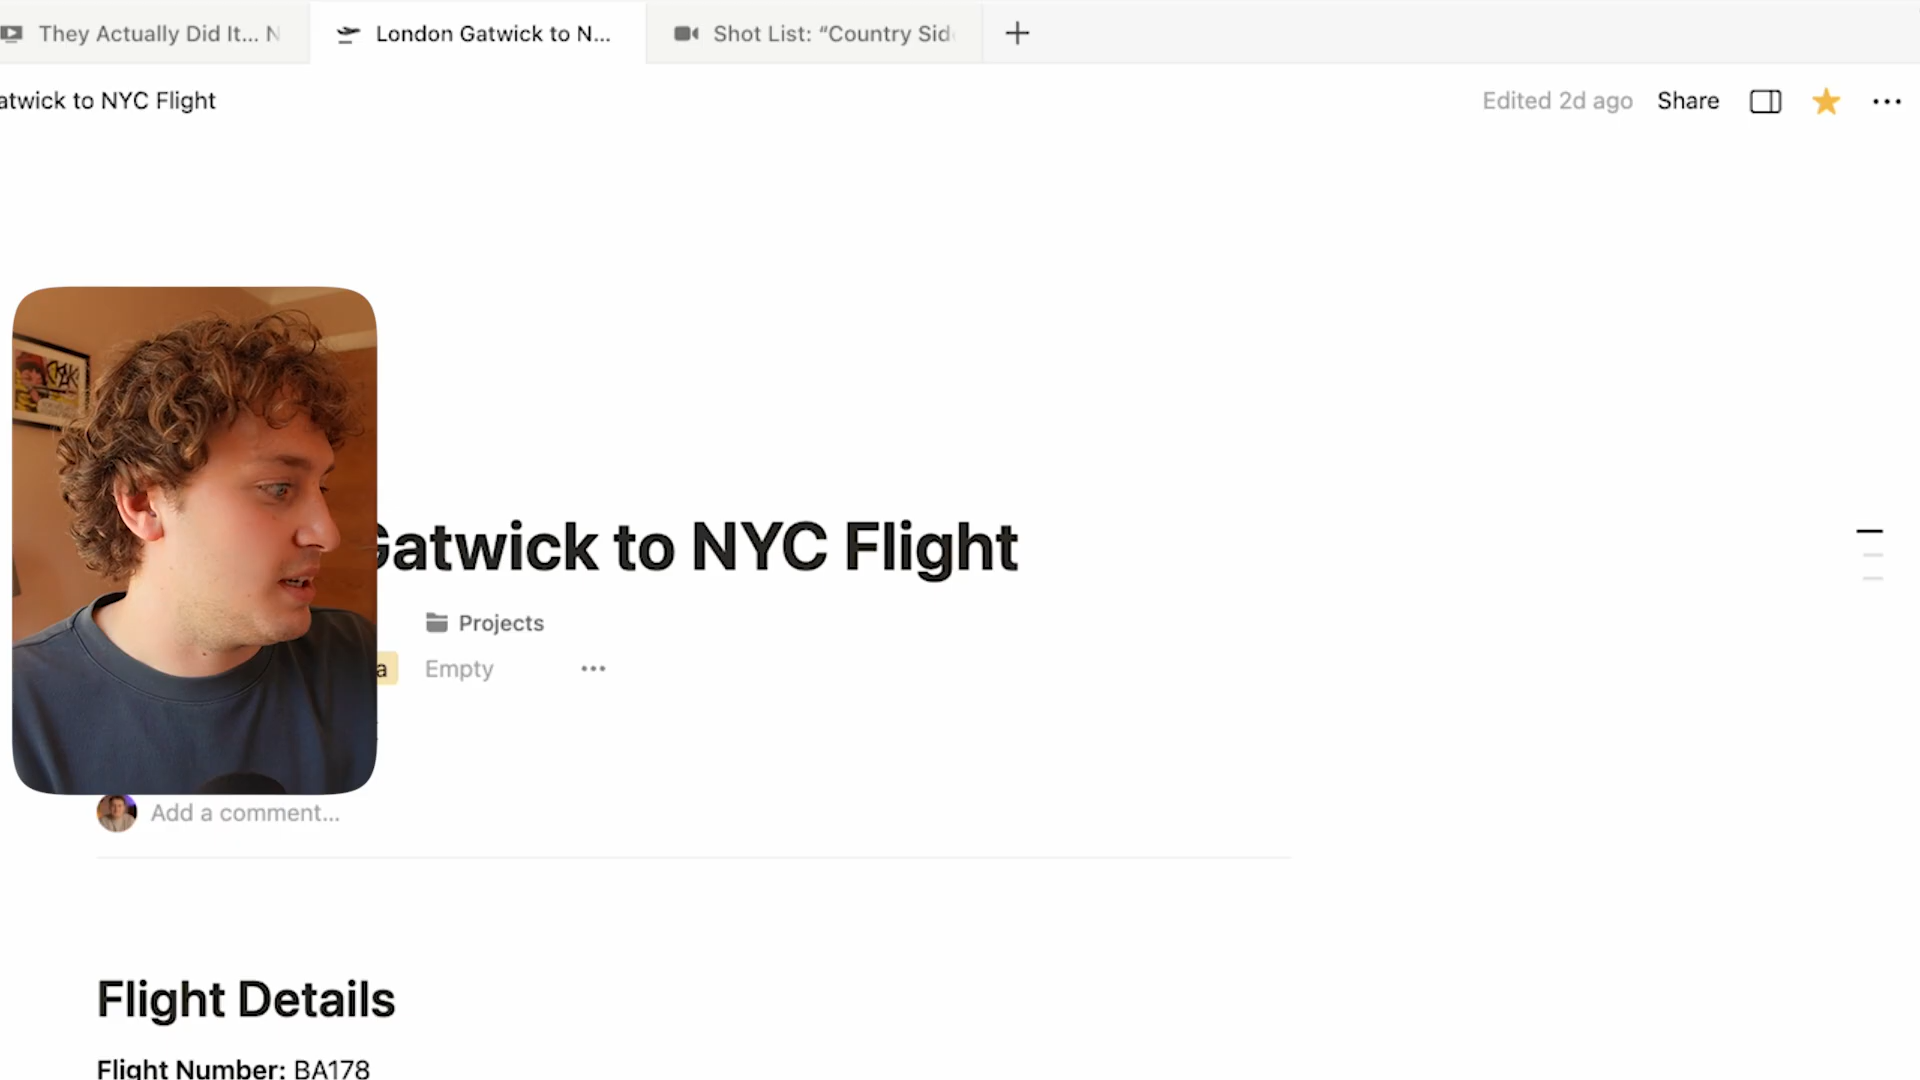 They Actually Did It... N
London Gatwick to N...
Shot List: “Country Sid
atwick to NYC Flight
Edited 2d ago
Share
Gatwick to NYC Flight
Projects
a
Empty
Add a comment...
Flight Details
Flight Number: BA178